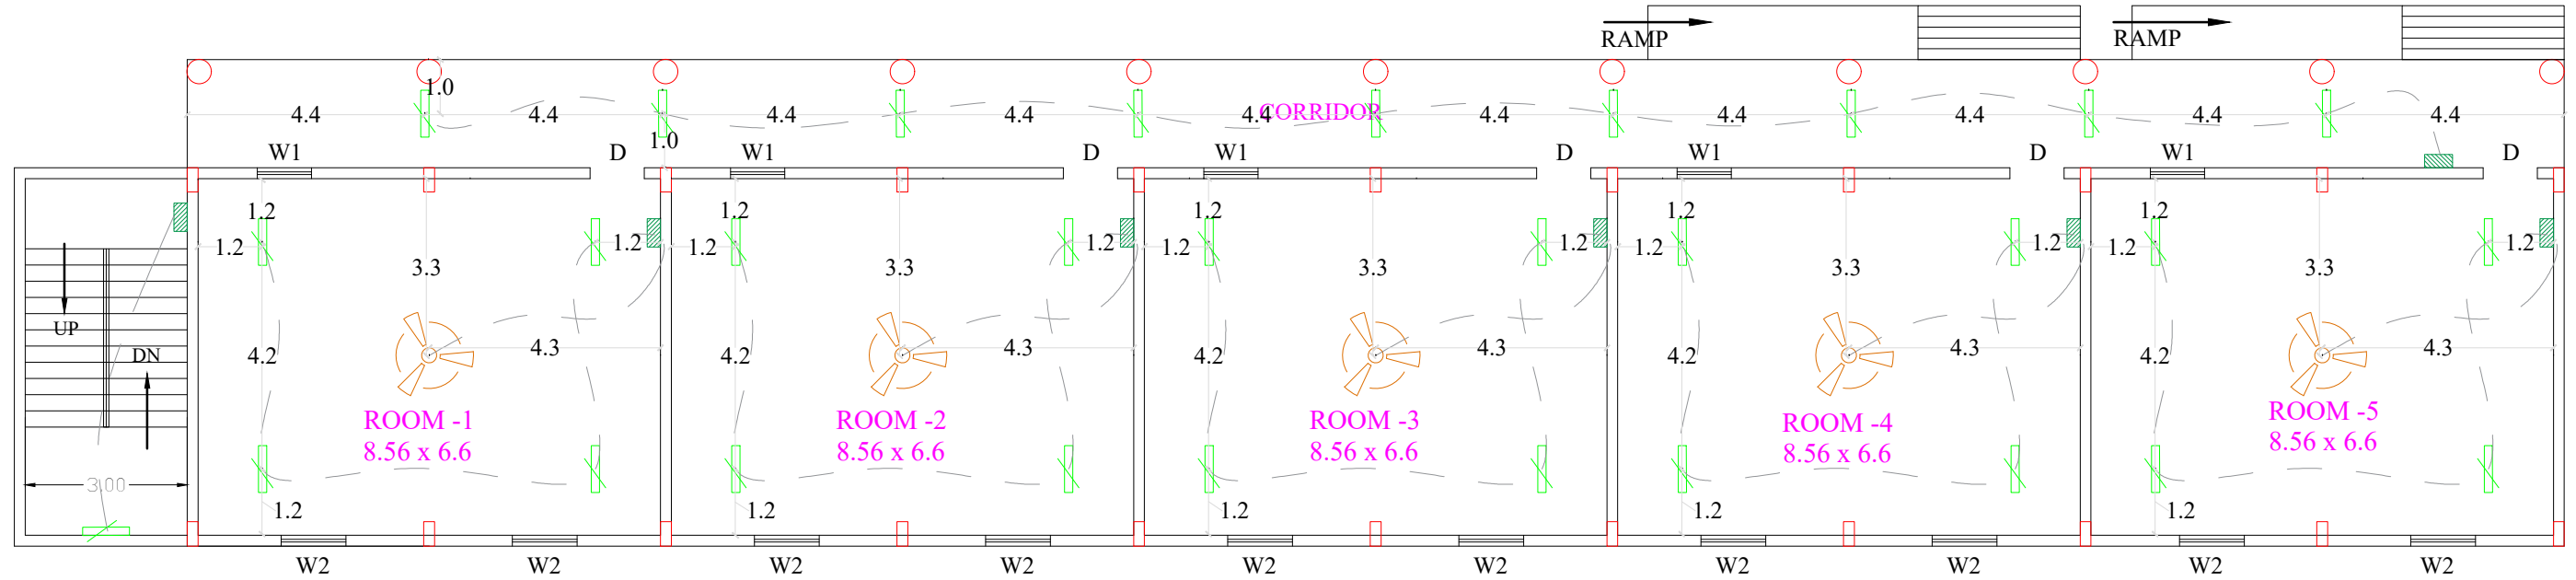 RAMP RAMP
1.0
4.4 4.4 4.4 4.4 4.4 CORRIDOR 4.4 4.4 4.4 4.4 4.4
1.0
W1 D W1 D W1 D W1 D W1 D
1.2 1.2 1.2 1.2 1.2
1.2 1.2 1.2 1.2 1.2 1.2 1.2 1.2 1.2 1.2
3.3 3.3 3.3 3.3 3.3
UP
DN 4.2 4.3 4.2 4.3 4.2 4.3 4.2 4.3 4.2 4.3
ROOM -1 ROOM -2 ROOM -3 ROOM -4 ROOM -5
8.56 x 6.6 8.56 x 6.6 8.56 x 6.6 8.56 x 6.6 8.56 x 6.6
3.00
1.2 1.2 1.2 1.2 1.2
W2 W2 W2 W2 W2 W2 W2 W2 W2 W2